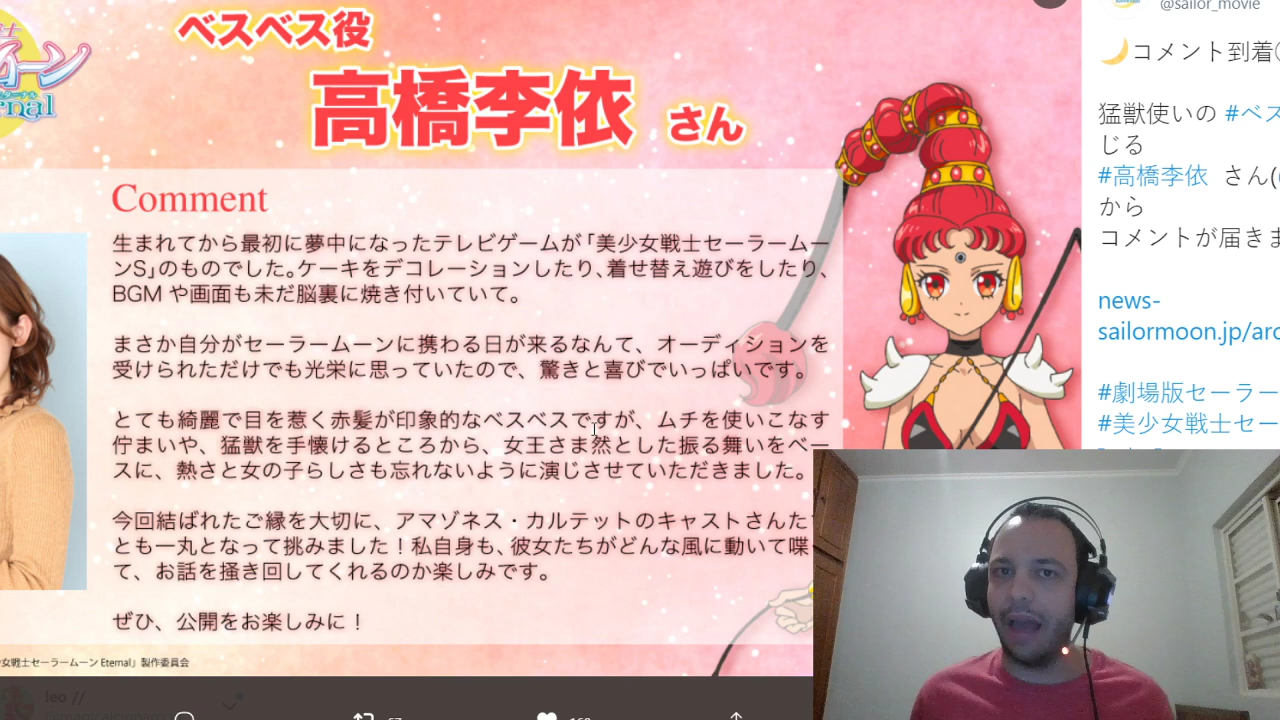 ベスベス役
高橋李依 さん
Comment
生まれてから最初に夢中になったテレビゲームが「美少女戦士セーラームー
ンS」のものでした。ケーキをデコレーションしたり、着せ替え遊びをしたり、
BGM や画面も未だ脳裏に焼き付いていて。
まさか自分がセーラームーンに携わる日が来るなんて、オーディションを
受けられただけでも光栄に思っていたので、驚きと喜びでいっぱいです。
とても綺麗で目を惹く赤髪が印象的なベスベスですが、ムチを使いこなす
佇まいや、猛獣を手懐けるところから、女王さま然とした振る舞いをベー
スに、熱さと女の子らしさも忘れないように演じさせていただきました。
今回結ばれたご縁を大切に、アマゾネス・カルテットのキャストさんた
とも一丸となって挑みました！私自身も、彼女たちがどんな風に動いて喋
て、お話を掻き回してくれるのか楽しみです。
ぜひ、公開をお楽しみに！
女戦士セーラームーン Eternal」製作委員会
leo //
@sailor_movie
🌙コメント到着
猛獣使いの #ベス
じる
#高橋李依 さん(
から
コメントが届きま
news-
sailormoon.jp/arc
#劇場版セーラー
#美少女戦士セー